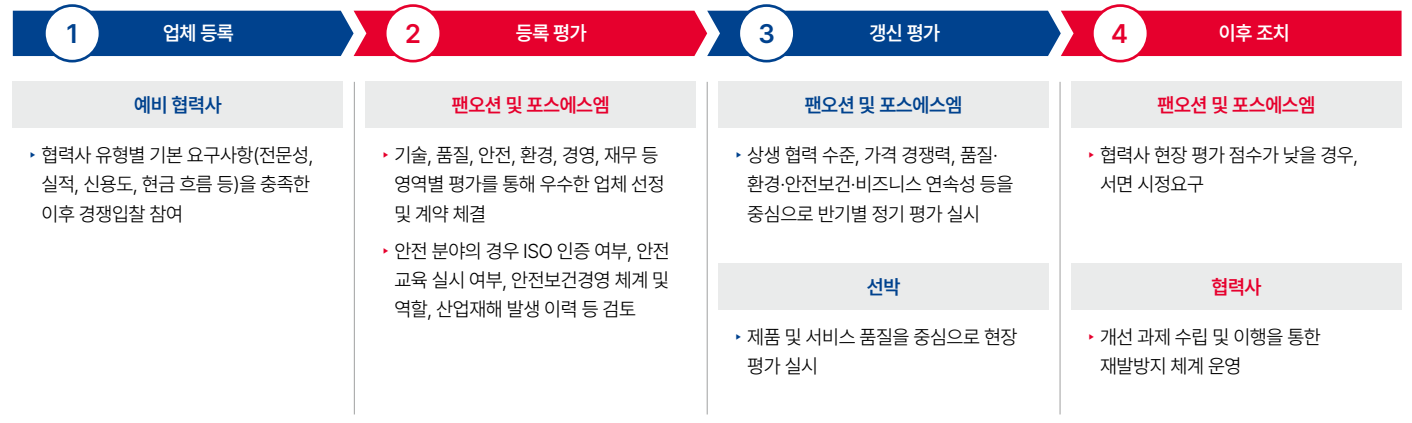 1 업체 등록
예비 협력사
‣ 협력사 유형별 기본 요구사항(전문성,
실적, 신용도, 현금 흐름 등)을 충족한
이후 경쟁입찰 참여
2 등록 평가
팬오션 및 포스에스엠
‣ 기술, 품질, 안전, 환경, 경영, 재무 등
영역별 평가를 통해 우수한 업체 선정
및 계약 체결
‣ 안전 분야의 경우 ISO 인증 여부, 안전
교육 실시 여부, 안전보건경영 체계 및
역할, 산업재해 발생 이력 등 검토
3 갱신 평가
팬오션 및 포스에스엠
‣ 상생 협력 수준, 가격 경쟁력, 품질·
환경·안전보건·비즈니스 연속성 등을
중심으로 반기별 정기 평가 실시
선박
‣ 제품 및 서비스 품질을 중심으로 현장
평가 실시
4 이후 조치
팬오션 및 포스에스엠
‣ 협력사 현장 평가 점수가 낮을 경우,
서면 시정요구
협력사
‣ 개선 과제 수립 및 이행을 통한
재발방지 체계 운영